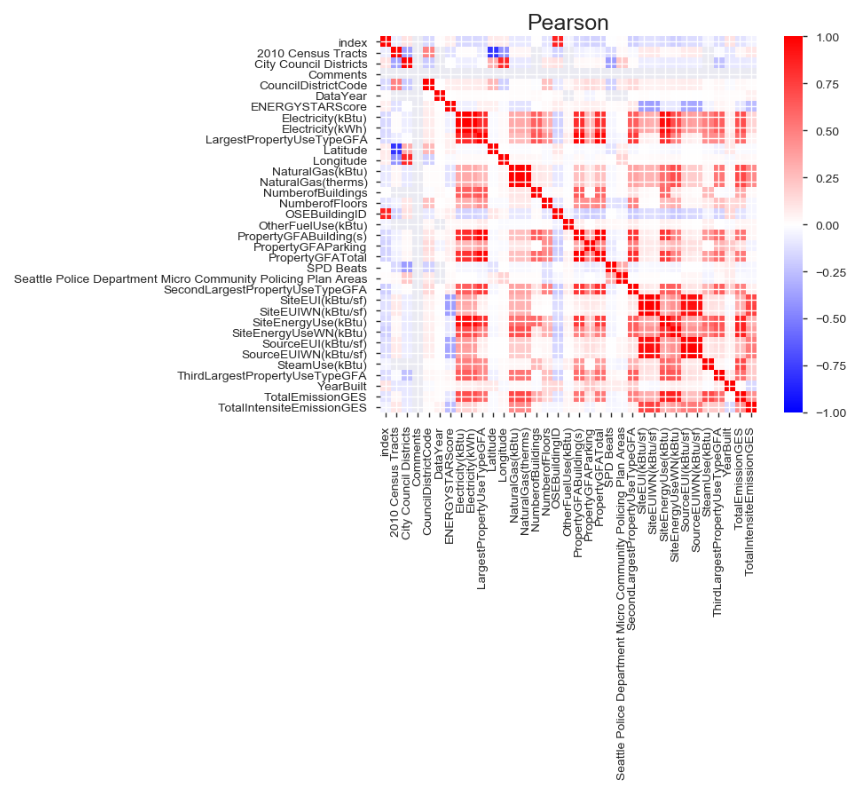 Pearson
index
2010 Census Tracts
City Council Districts
Comments
CouncilDistrictCode
DataYear
ENERGYSTARScore
Electricity(kBtu)
Electricity(kWh)
LargestPropertyUseTypeGFA
Latitude
Longitude
NaturalGas(kBtu)
NaturalGas(therms)
NumberofBuildings
NumberofFloors
OSEBuildingID
OtherFuelUse(kBtu)
PropertyGFABuilding(s)
PropertyGFAParking
PropertyGFATotal
SPD Beats
Seattle Police Department Micro Community Policing Plan Areas
SecondLargestPropertyUseTypeGFA
SiteEUI(kBtu/sf)
SiteEUIWN(kBtu/sf)
SiteEnergyUse(kBtu)
SiteEnergyUseWN(kBtu)
SourceEUI(kBtu/sf)
SourceEUIWN(kBtu/sf)
SteamUse(kBtu)
ThirdLargestPropertyUseTypeGFA
YearBuilt
TotalEmissionGES
TotalIntensiteEmissionGES
index
2010 Census Tracts
City Council Districts
Comments
CouncilDistrictCode
DataYear
ENERGYSTARScore
Electricity(kBtu)
Electricity(kWh)
LargestPropertyUseTypeGFA
Latitude
Longitude
NaturalGas(kBtu)
NaturalGas(therms)
NumberofBuildings
NumberofFloors
OSEBuildingID
OtherFuelUse(kBtu)
PropertyGFABuilding(s)
PropertyGFAParking
PropertyGFATotal
SPD Beats
Seattle Police Department Micro Community Policing Plan Areas
SecondLargestPropertyUseTypeGFA
SiteEUI(kBtu/sf)
SiteEUIWN(kBtu/sf)
SiteEnergyUse(kBtu)
SiteEnergyUseWN(kBtu)
SourceEUI(kBtu/sf)
SourceEUIWN(kBtu/sf)
SteamUse(kBtu)
ThirdLargestPropertyUseTypeGFA
YearBuilt
TotalEmissionGES
TotalIntensiteEmissionGES
1.00
0.75
0.50
0.25
0.00
−0.25
−0.50
−0.75
−1.00